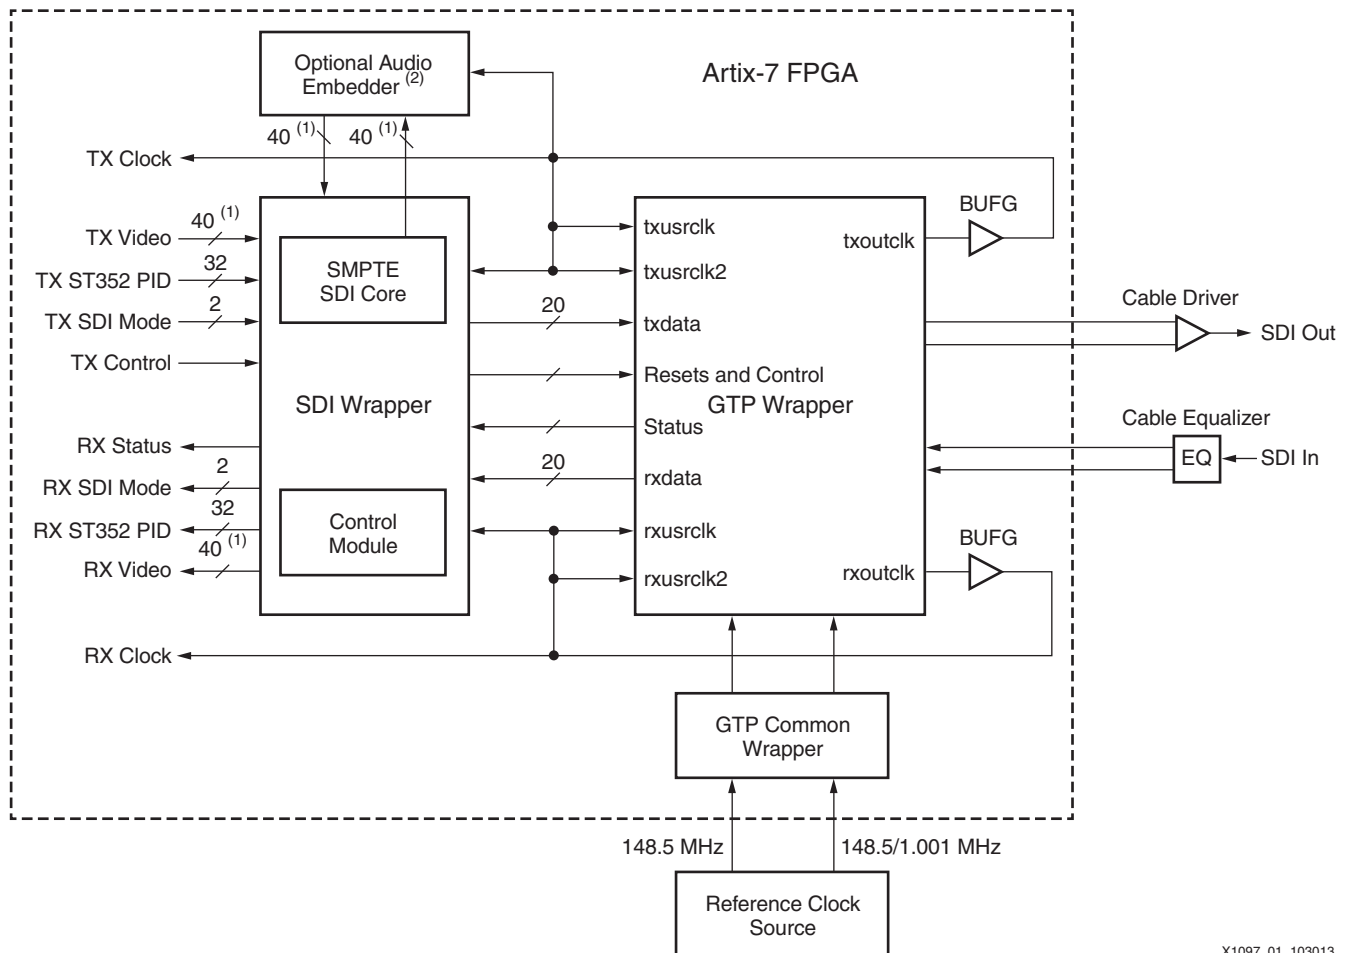 Optional Audio
Embedder (2)
Artix-7 FPGA
40 (1)
40 (1)
TX Clock
BUFG
TX Video
40 (1)
txusrclk
txoutclk
TX ST352 PID
32
SMPTE
SDI Core
txusrclk2
TX SDI Mode
2
20
txdata
Cable Driver
SDI Out
TX Control
Resets and Control
SDI Wrapper
GTP Wrapper
RX Status
Status
Cable Equalizer
EQ
SDI In
RX SDI Mode
2
20
rxdata
RX ST352 PID
32
Control
Module
rxusrclk
BUFG
RX Video
40 (1)
rxusrclk2
rxoutclk
RX Clock
GTP Common
Wrapper
148.5 MHz
148.5/1.001 MHz
Reference Clock
Source
X1097_01_103013